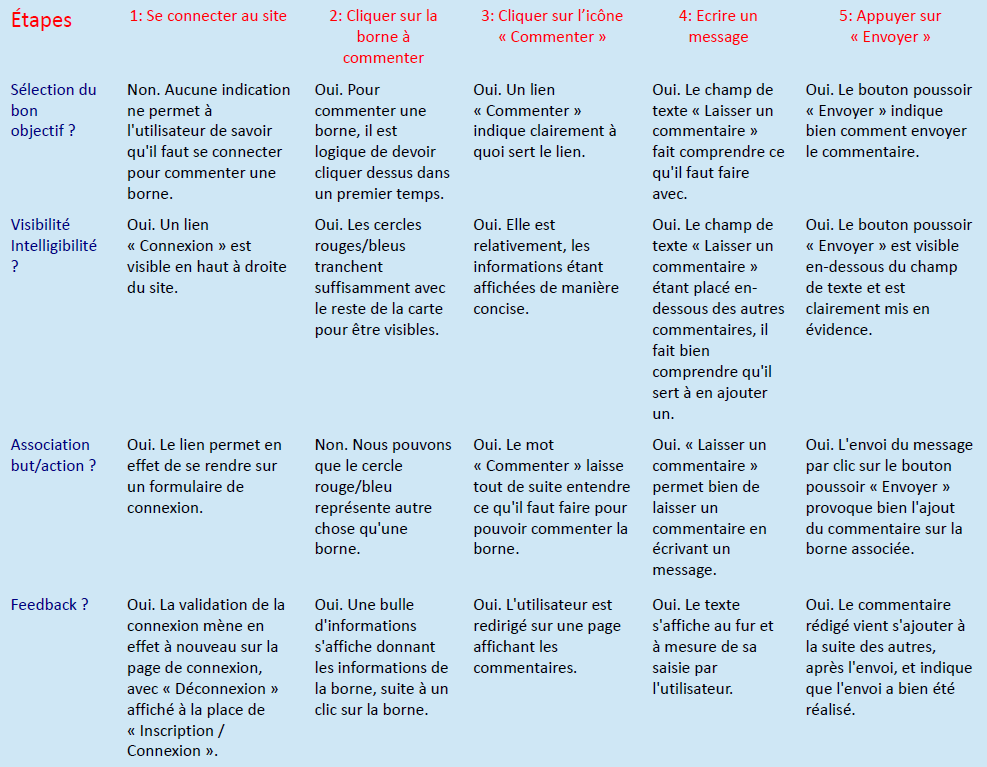 Étapes
1: Se connecter au site
2: Cliquer sur la
borne à
commenter
3: Cliquer sur l’icône
« Commenter »
4: Ecrire un
message
5: Appuyer sur
« Envoyer »
Sélection du
bon
objectif ?
Non. Aucune indication
ne permet à
l'utilisateur de savoir
qu'il faut se connecter
pour commenter une
borne.
Oui. Pour
commenter une
borne, il est
logique de devoir
cliquer dessus dans
un premier temps.
Oui. Un lien
« Commenter »
indique clairement à
quoi sert le lien.
Oui. Le champ de
texte « Laisser un
commentaire »
fait comprendre ce
qu'il faut faire
avec.
Oui. Le bouton poussoir
« Envoyer » indique
bien comment envoyer
le commentaire.
Visibilité
Intelligibilité
?
Oui. Un lien
« Connexion » est
visible en haut à droite
du site.
Oui. Les cercles
rouges/bleus
tranchent
suffisamment avec
le reste de la carte
pour être visibles.
Oui. Elle est
relativement, les
informations étant
affichées de manière
concise.
Oui. Le champ de
texte « Laisser un
commentaire »
étant placé en-
dessous des autres
commentaires, il
fait bien
comprendre qu'il
sert à en ajouter
un.
Oui. Le bouton poussoir
« Envoyer » est visible
en-dessous du champ
de texte et est
clairement mis en
évidence.
Association
but/action ?
Oui. Le lien permet en
effet de se rendre sur
un formulaire de
connexion.
Non. Nous pouvons
que le cercle
rouge/bleu
représente autre
chose qu'une
borne.
Oui. Le mot
« Commenter » laisse
tout de suite entendre
ce qu'il faut faire pour
pouvoir commenter la
borne.
Oui. « Laisser un
commentaire »
permet bien de
laisser un
commentaire en
écrivant un
message.
Oui. L'envoi du message
par clic sur le bouton
poussoir « Envoyer »
provoque bien l'ajout
du commentaire sur la
borne associée.
Feedback ?
Oui. La validation de la
connexion mène en
effet à nouveau sur la
page de connexion,
avec « Déconnexion »
affiché à la place de
« Inscription /
Connexion ».
Oui. Une bulle
d'informations
s'affiche donnant
les informations de
la borne, suite à un
clic sur la borne.
Oui. L'utilisateur est
redirigé sur une page
affichant les
commentaires.
Oui. Le texte
s'affiche au fur et
à mesure de sa
saisie par
l'utilisateur.
Oui. Le commentaire
rédigé vient s'ajouter à
la suite des autres,
après l'envoi, et indique
que l'envoi a bien été
réalisé.